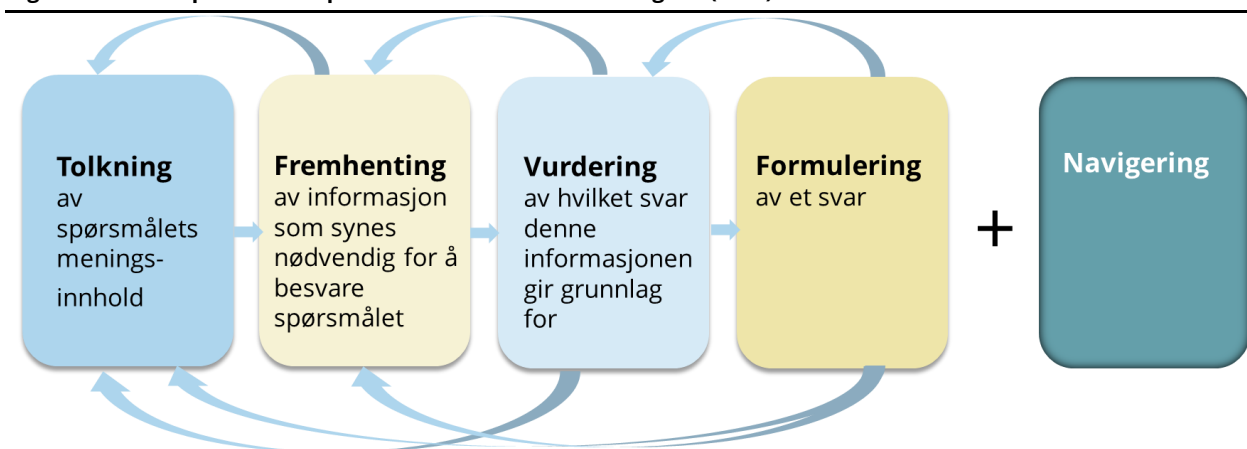 Tolkning
av
spørsmålets
menings-
innhold
Fremhenting
av informasjon
som synes
nødvendig for å
besvare
spørsmålet
Vurdering
av hvilket svar
denne
informasjonen
gir grunnlag
for
Formulering
av et svar
+
Navigering